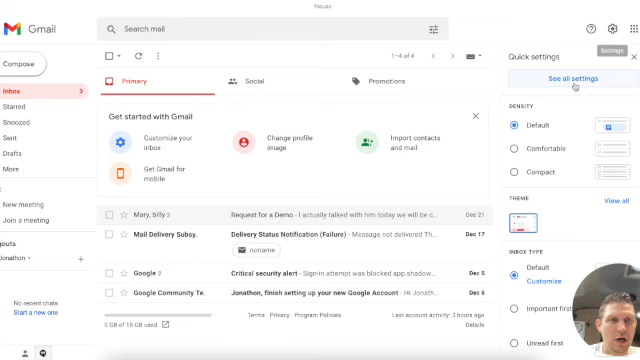 Gmail
Search mail
Settings
Compose
Inbox 3
Starred
Snoozed
Sent
Drafts
More
New meeting
Join a meeting
Jonathon
No recent chats
Start a new one
1–4 of 4
Primary
Social
Promotions
Get started with Gmail
Customize your
inbox
Change profile
image
Import contacts
and mail
Get Gmail for
mobile
Mary, billy 2 Request for a Demo - I actually talked with him today we will be c... Dec 21
Mail Delivery Subsy. Delivery Status Notification (Failure) - Message not delivered Th... Dec 17
noname
Google 2 Critical security alert - Sign-in attempt was blocked app.shadow... Dec 5
Google Community Te. Jonathon, finish setting up your new Google Account - Hi Jonath... Dec 5
0 GB of 15 GB used
Terms · Privacy · Program Policies
Last account activity: 3 hours ago
Details
Quick settings
See all settings
DENSITY
Default
Comfortable
Compact
THEME
View all
INBOX TYPE
Default
Customize
Important first
Unread first